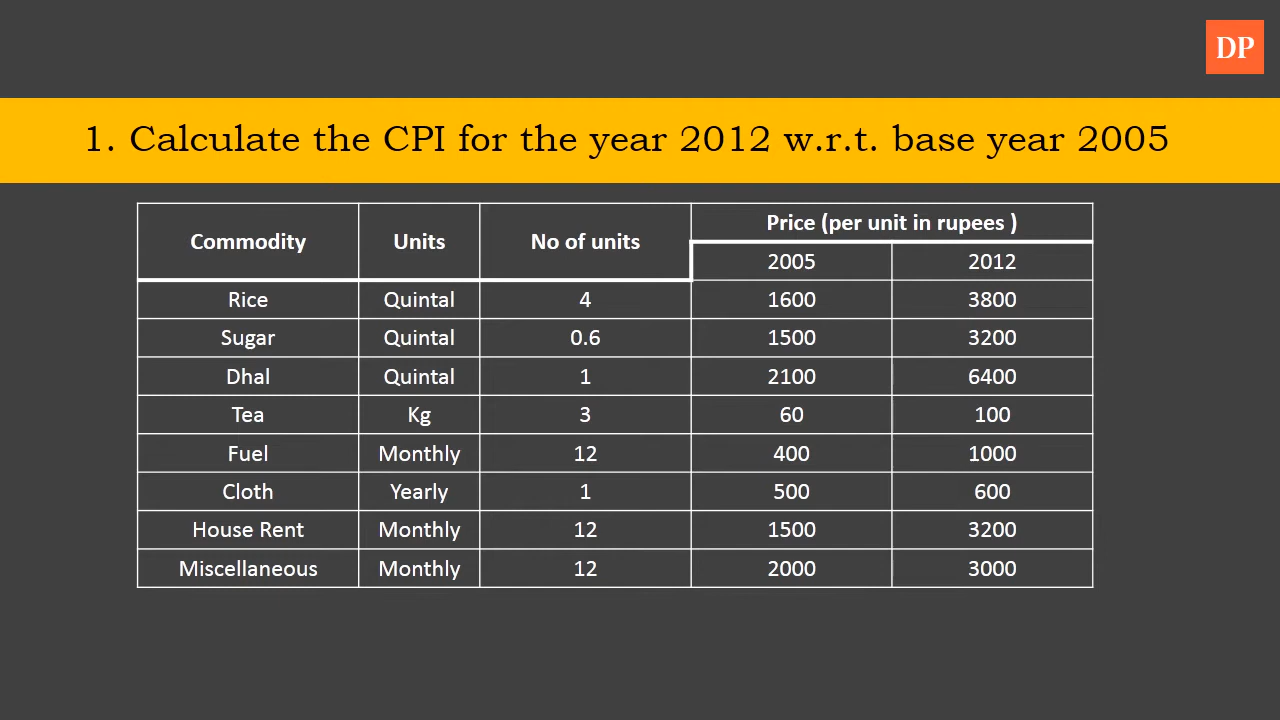 DP
1. Calculate the CPI for the year 2012 w.r.t. base year 2005
Commodity Units No of units Price (per unit in rupees )
2005 2012
Rice Quintal 4 1600 3800
Sugar Quintal 0.6 1500 3200
Dhal Quintal 1 2100 6400
Tea Kg 3 60 100
Fuel Monthly 12 400 1000
Cloth Yearly 1 500 600
House Rent Monthly 12 1500 3200
Miscellaneous Monthly 12 2000 3000